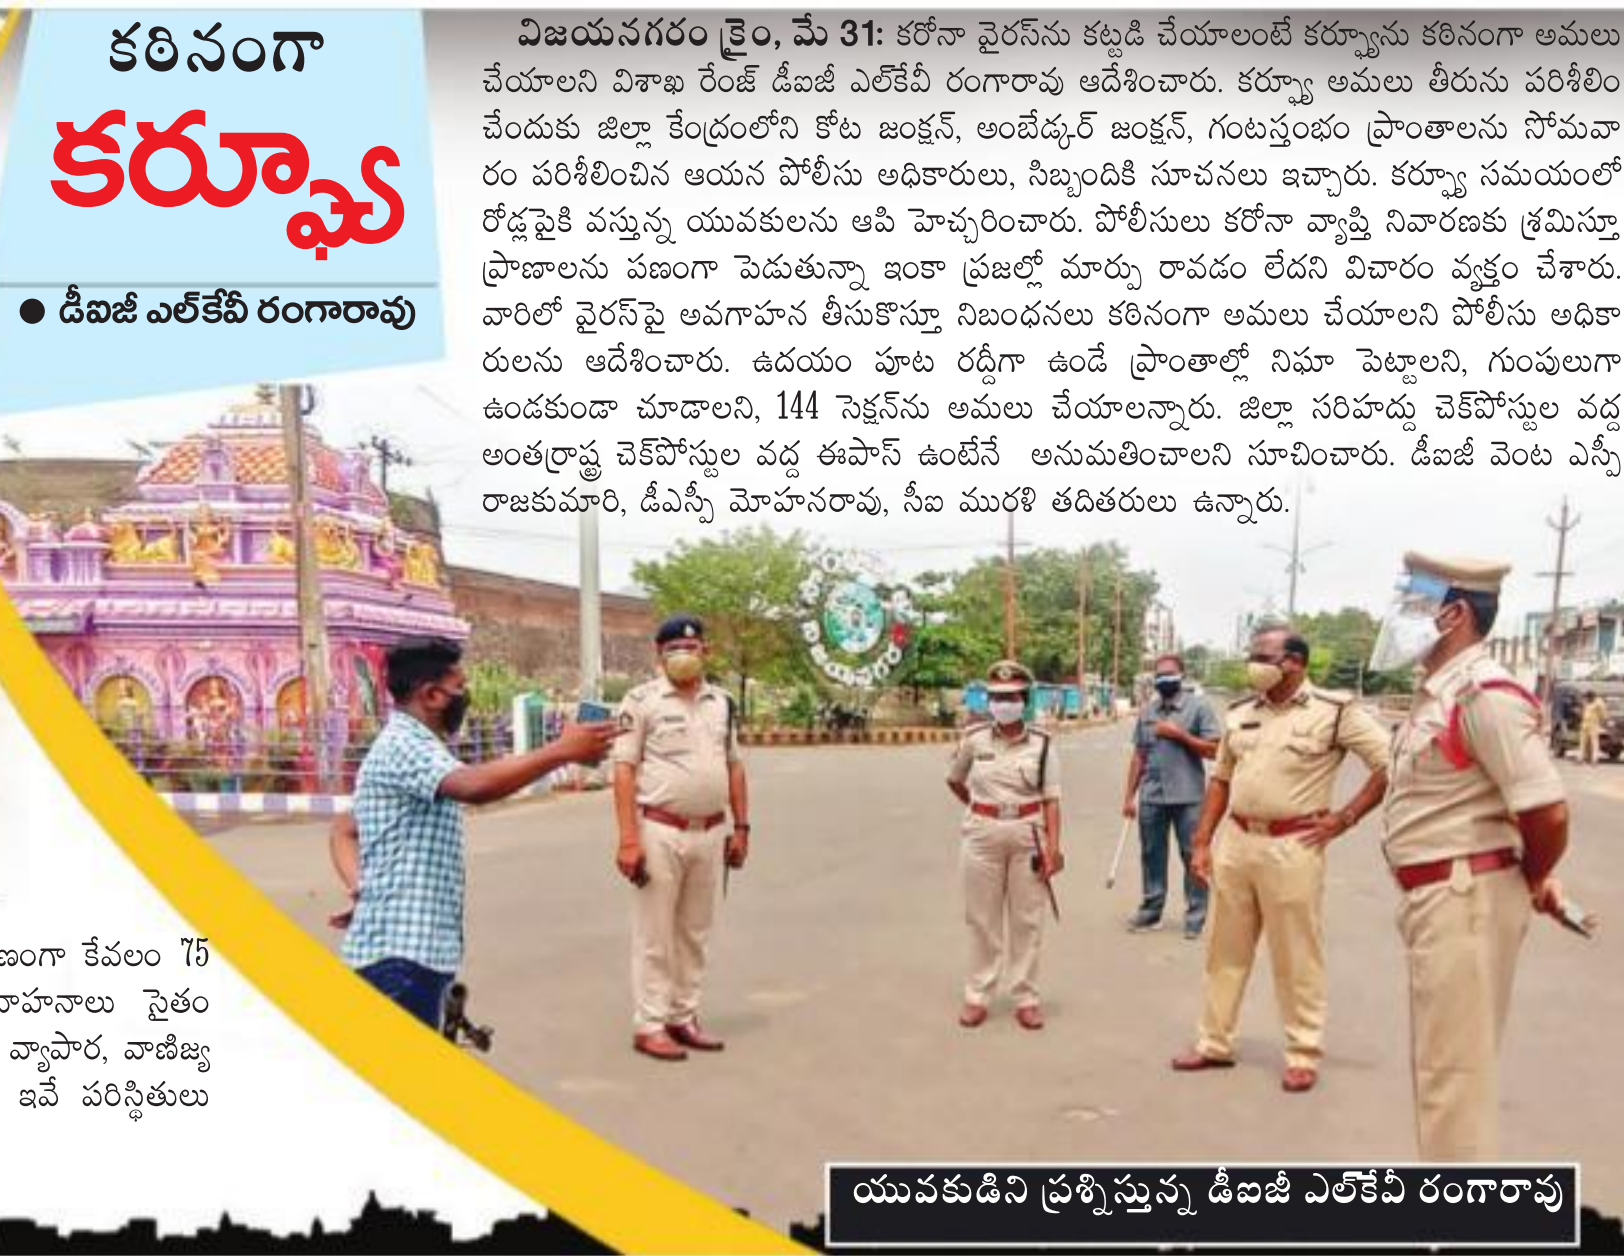 కఠినంగా
కర్ఫ్యూ
● డీఐజీ ఎల్‌కేవీ రంగారావు
విజయనగరం క్రైం, మే 31: కరోనా వైరస్‌ను కట్టడి చేయాలంటే కర్ఫ్యూను కఠినంగా అమలు
చేయాలని విశాఖ రేంజ్ డీఐజీ ఎల్‌కేవీ రంగారావు ఆదేశించారు. కర్ఫ్యూ అమలు తీరును పరిశీలిం
చేందుకు జిల్లా కేంద్రంలోని కోట జంక్షన్, అంబేడ్కర్ జంక్షన్, గంటస్తంభం ప్రాంతాలను సోమవా
రం పరిశీలించిన ఆయన పోలీసు అధికారులు, సిబ్బందికి సూచనలు ఇచ్చారు. కర్ఫ్యూ సమయంలో
రోడ్లపైకి వస్తున్న యువకులను ఆపి హెచ్చరించారు. పోలీసులు కరోనా వ్యాప్తి నివారణకు శ్రమిస్తూ
ప్రాణాలను పణంగా పెడుతున్నా ఇంకా ప్రజల్లో మార్పు రావడం లేదని విచారం వ్యక్తం చేశారు.
వారిలో వైరస్‌పై అవగాహన తీసుకొస్తూ నిబంధనలు కఠినంగా అమలు చేయాలని పోలీసు అధికా
రులను ఆదేశించారు. ఉదయం పూట రద్దీగా ఉండే ప్రాంతాల్లో నిఘా పెట్టాలని, గుంపులుగా
ఉండకుండా చూడాలని, 144 సెక్షన్‌ను అమలు చేయాలన్నారు. జిల్లా సరిహద్దు చెక్‌పోస్టుల వద్ద
అంతర్రాష్ట్ర చెక్‌పోస్టుల వద్ద ఈపాస్ ఉంటేనే అనుమతించాలని సూచించారు. డీఐజీ వెంట ఎస్పీ
రాజకుమారి, డీఎస్పీ మోహనరావు, సీఐ మురళి తదితరులు ఉన్నారు.
ణంగా కేవలం 75
వాహనాలు సైతం
వ్యాపార, వాణిజ్య
ఇవే పరిస్థితులు
యువకుడిని ప్రశ్నిస్తున్న డీఐజీ ఎల్‌కేవీ రంగారావు